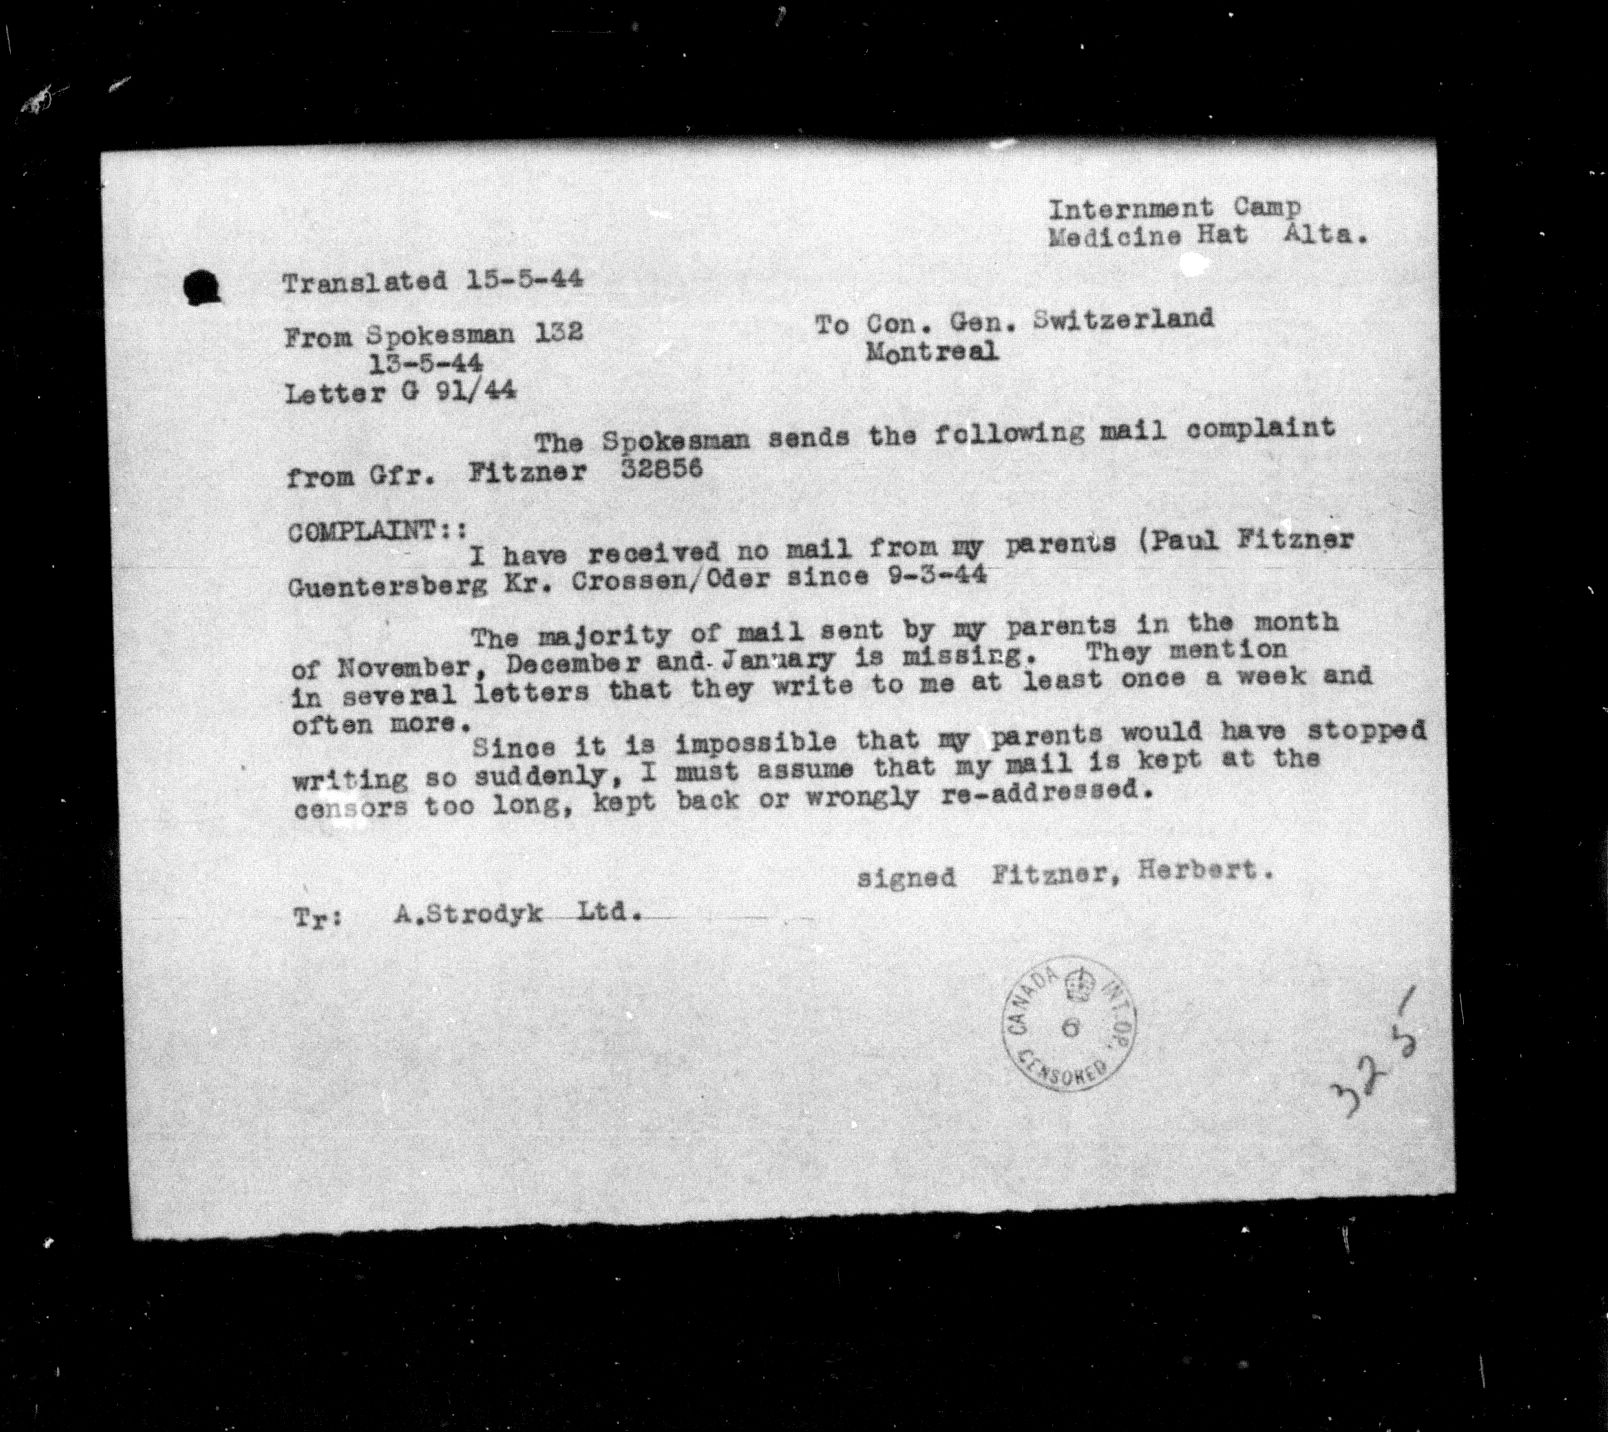 Internment Camp
Medicine Hat Alta.
Translated 15-5-44
From Spokesman 132
13-5-44
Letter G 91/44
To Con. Gen. Switzerland
Montreal
The Spokesman sends the following mail complaint
from Gfr. Fitzner 32856
COMPLAINT::
I have received no mail from my parents (Paul Fitzner
Guentersberg Kr. Crossen/Oder since 9-3-44
The majority of mail sent by my parents in the month
of November, December and January is missing. They mention
in several letters that they write to me at least once a week and
often more.
Since it is impossible that my parents would have stopped
writing so suddenly, I must assume that my mail is kept at the
censors too long, kept back or wrongly re-addressed.
signed Fitzner, Herbert.
Tr: A.Strodyk Ltd.
CANADA INT. OP.
6
CENSORED
325